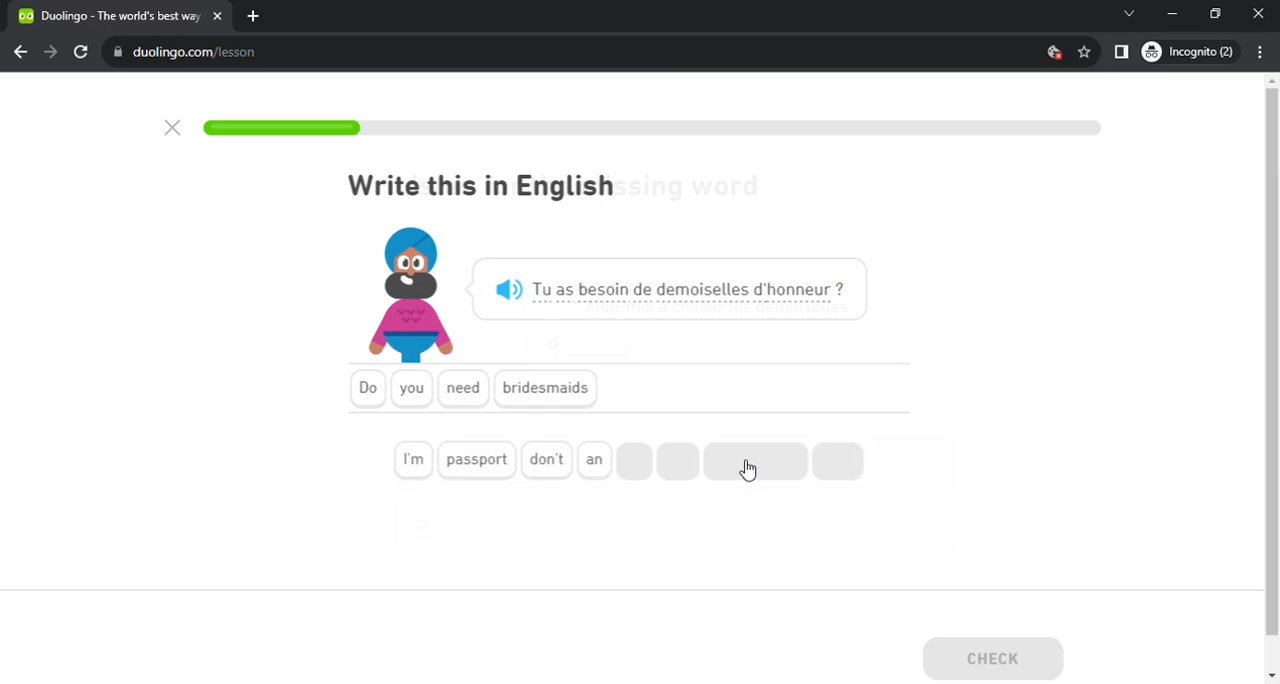 Duolingo - The world's best way
Incognito (2)
duolingo.com/lesson
Write this in English
Tu as besoin de demoiselles d'honneur ?
Do you need bridesmaids
I'm passport don't an
CHECK